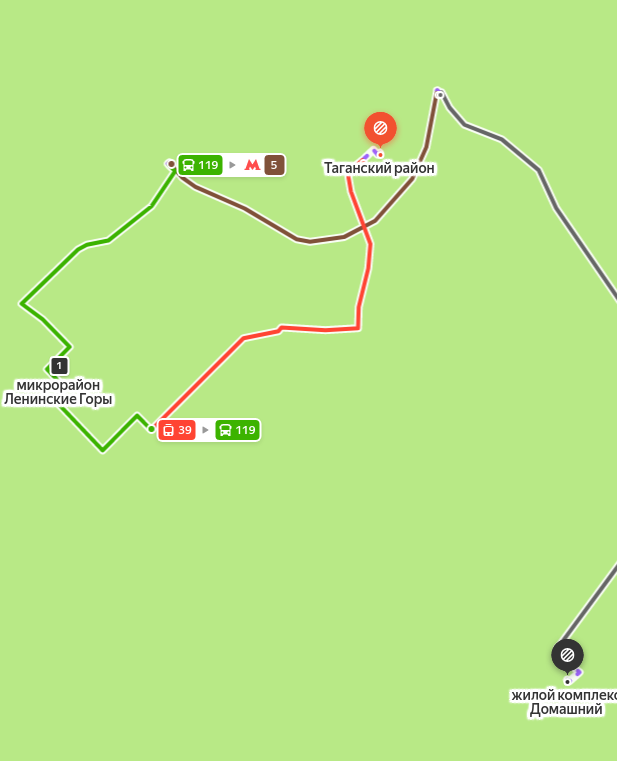 119 5
Таганский район
1
микрорайон
Ленинские Горы
39 119
жилой комплекс
Домашний